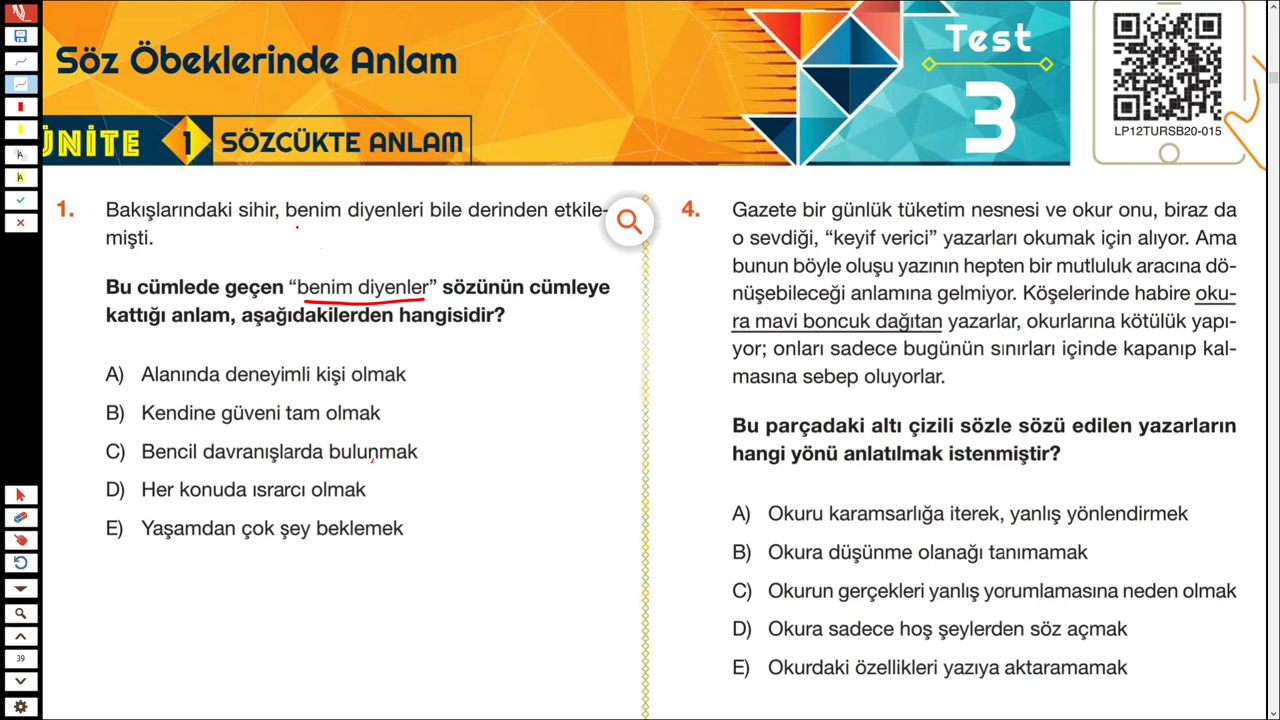 Söz Öbeklerinde Anlam
Test
3
ÜNİTE
1
SÖZCÜKTE ANLAM
LP12TURSB20-015
1. Bakışlarındaki sihir, benim diyenleri bile derinden etkile-
mişti.
Bu cümlede geçen “benim diyenler” sözünün cümleye
kattığı anlam, aşağıdakilerden hangisidir?
A) Alanında deneyimli kişi olmak
B) Kendine güveni tam olmak
C) Bencil davranışlarda bulunmak
D) Her konuda ısrarcı olmak
E) Yaşamdan çok şey beklemek
4. Gazete bir günlük tüketim nesnesi ve okur onu, biraz da
o sevdiği, “keyif verici” yazarları okumak için alıyor. Ama
bunun böyle oluşu yazının hepten bir mutluluk aracına dö-
nüşebileceği anlamına gelmiyor. Köşelerinde habire oku-
ra mavi boncuk dağıtan yazarlar, okurlarına kötülük yapı-
yor; onları sadece bugünün sınırları içinde kapanıp kal-
masına sebep oluyorlar.
Bu parçadaki altı çizili sözle sözü edilen yazarların
hangi yönü anlatılmak istenmiştir?
A) Okuru karamsarlığa iterek, yanlış yönlendirmek
B) Okura düşünme olanağı tanımamak
C) Okurun gerçekleri yanlış yorumlamasına neden olmak
D) Okura sadece hoş şeylerden söz açmak
E) Okurdaki özellikleri yazıya aktaramamak
A
A
39